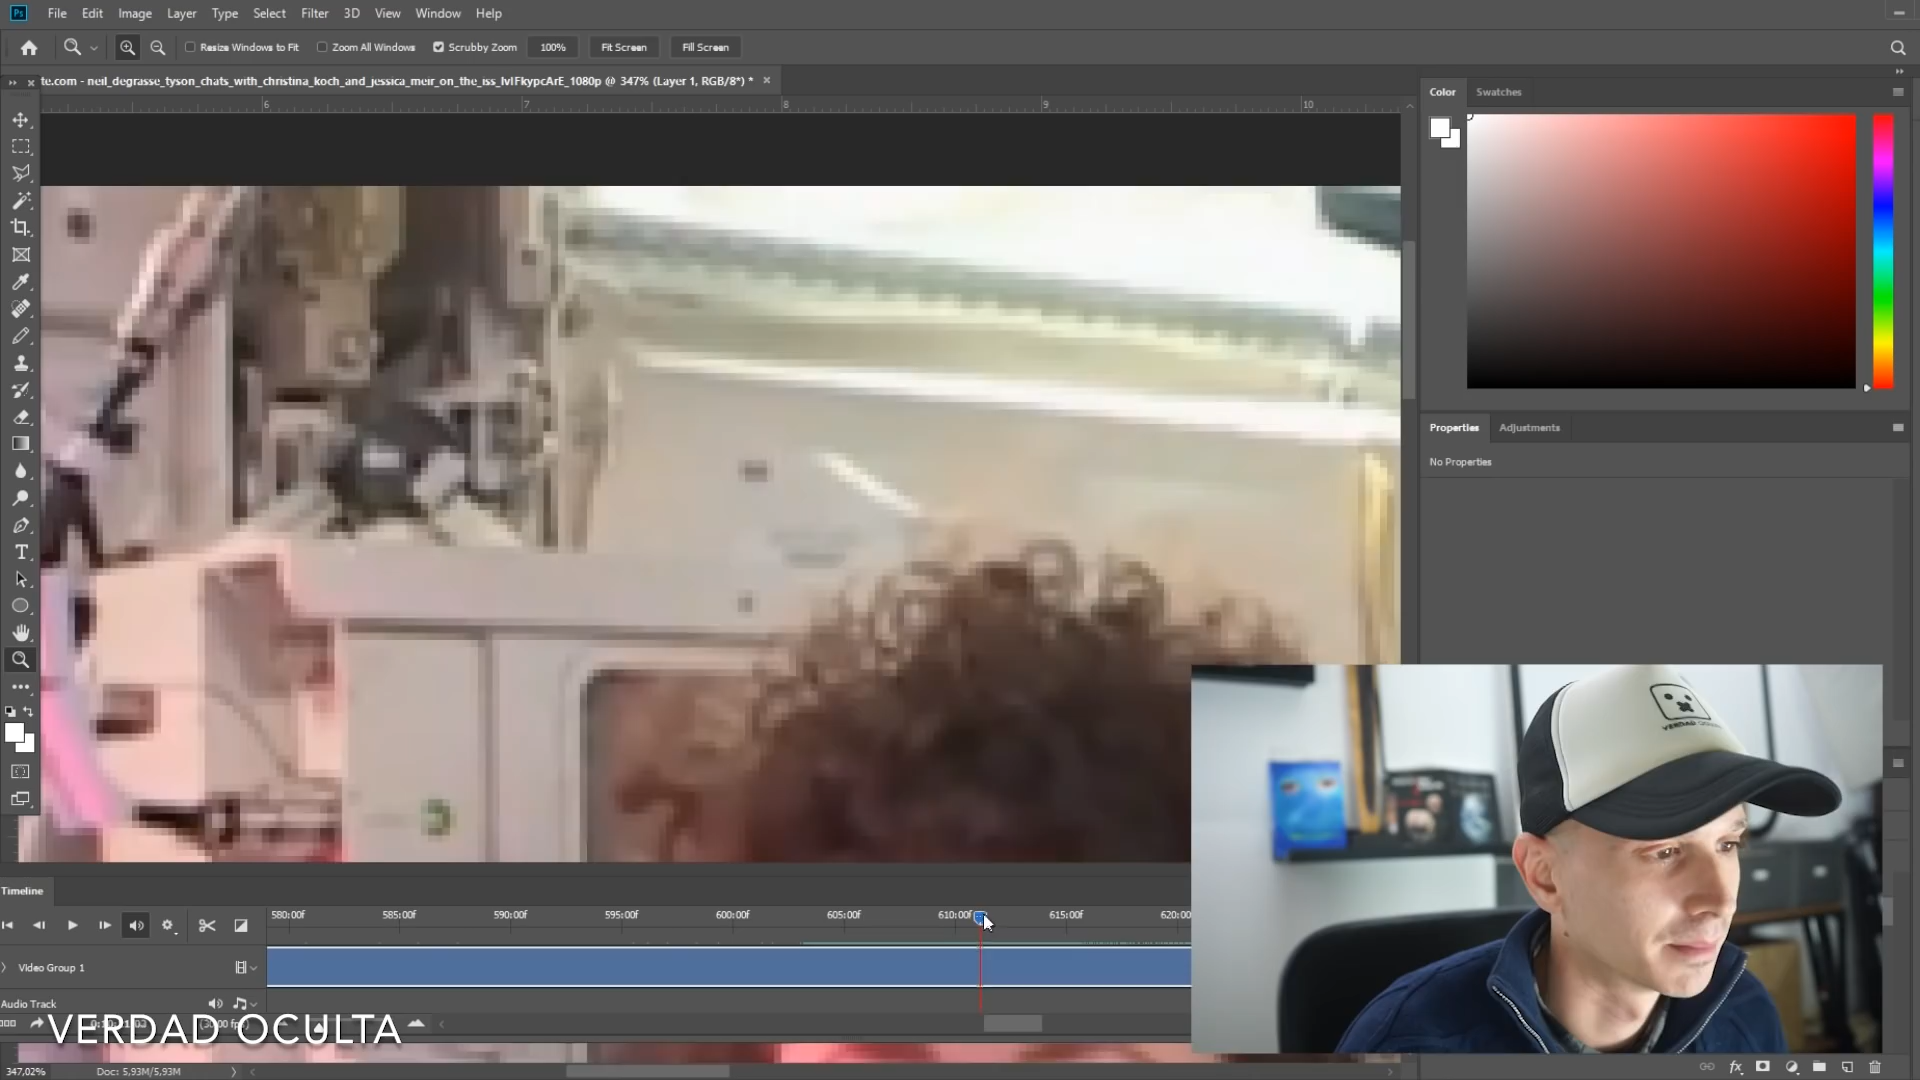 Ps File Edit Image Layer Type Select Filter 3D View Window Help
Resize Windows to Fit Zoom All Windows Scrubby Zoom 100% Fit Screen Fill Screen
te.com - neil_degrasse_tyson_chats_with_christina_koch_and_jessica_meir_on_the_iss_lvIFkypcArE_1080p @ 347% (Layer 1, RGB/8*) * ×
6 7 8 9 10
Color Swatches
Properties Adjustments
No Properties
Timeline
580:00f 585:00f 590:00f 595:00f 600:00f 605:00f 610:00f 615:00f 620:00
Video Group 1
Audio Track
VERDAD OCULTA
347,02% Doc: 5,93M/5,93M
fx
VERDAD